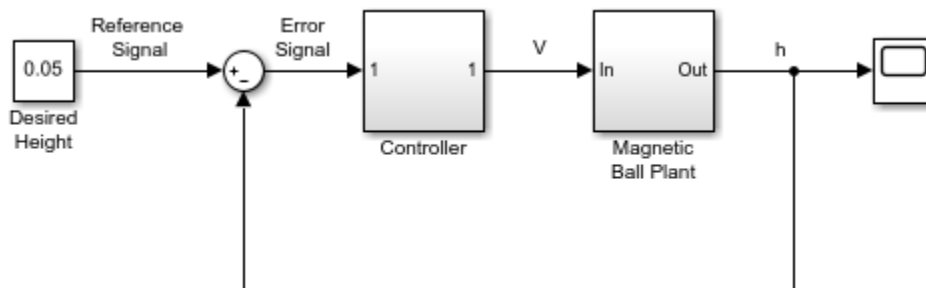 Reference
Signal
Error
Signal
0.05
+
−
1
1
V
In
Out
h
Desired
Height
Controller
Magnetic
Ball Plant